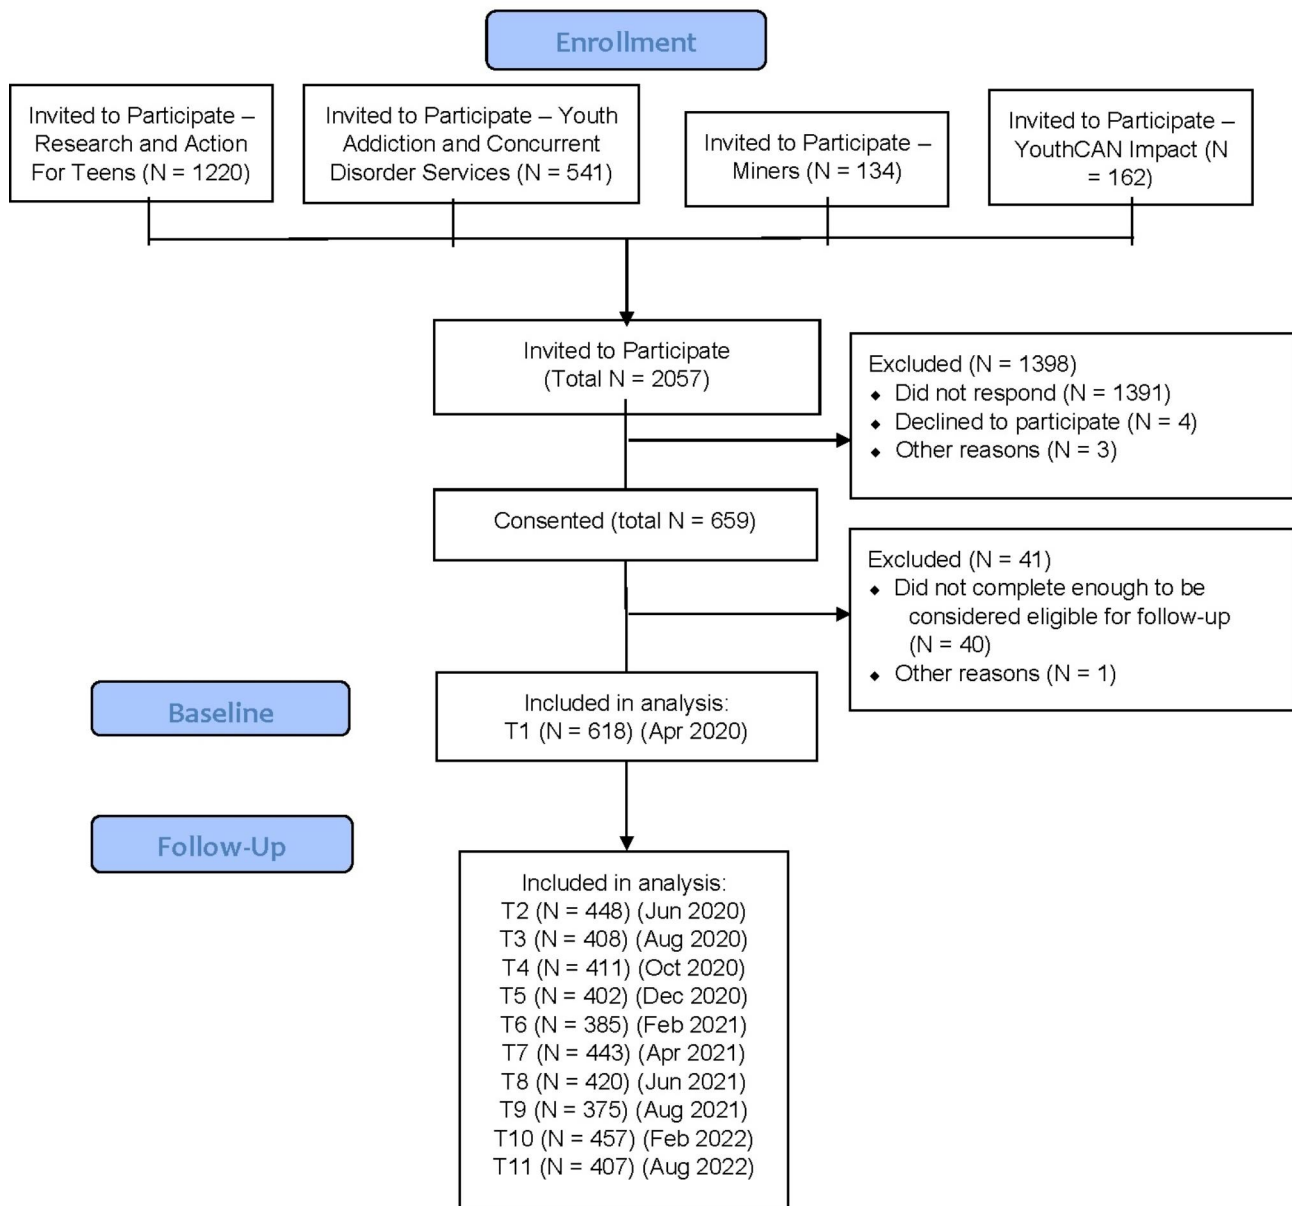 Enrollment
Invited to Participate –
Research and Action
For Teens (N = 1220)
Invited to Participate – Youth
Addiction and Concurrent
Disorder Services (N = 541)
Invited to Participate –
Miners (N = 134)
Invited to Participate –
YouthCAN Impact (N
= 162)
Invited to Participate
(Total N = 2057)
Excluded (N = 1398)
⬥ Did not respond (N = 1391)
⬥ Declined to participate (N = 4)
⬥ Other reasons (N = 3)
Consented (total N = 659)
Excluded (N = 41)
⬥ Did not complete enough to be
considered eligible for follow-up
(N = 40)
⬥ Other reasons (N = 1)
Baseline
Included in analysis:
T1 (N = 618) (Apr 2020)
Follow-Up
Included in analysis:
T2 (N = 448) (Jun 2020)
T3 (N = 408) (Aug 2020)
T4 (N = 411) (Oct 2020)
T5 (N = 402) (Dec 2020)
T6 (N = 385) (Feb 2021)
T7 (N = 443) (Apr 2021)
T8 (N = 420) (Jun 2021)
T9 (N = 375) (Aug 2021)
T10 (N = 457) (Feb 2022)
T11 (N = 407) (Aug 2022)